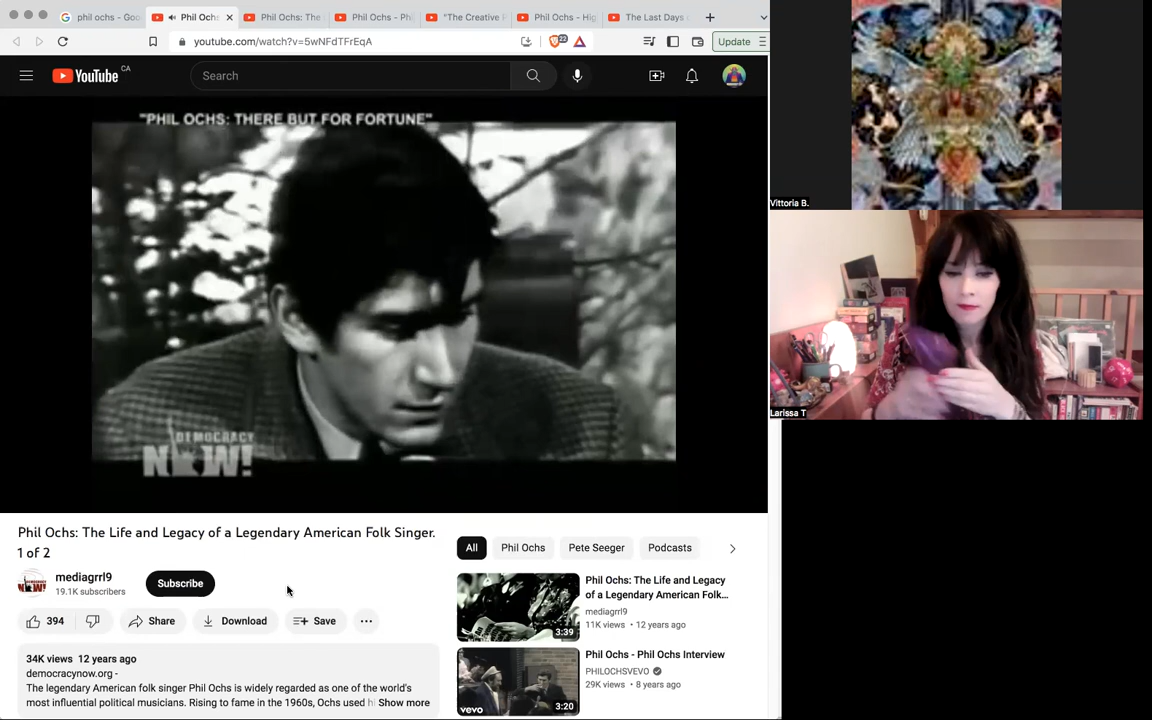 phil ochs - Goo
Phil Ochs
Phil Ochs: The
Phil Ochs - Phi
"The Creative
Phil Ochs - Hig
The Last Days
youtube.com/watch?v=5wNFdTFrEqA
22
Update
YouTube CA
Search
"PHIL OCHS: THERE BUT FOR FORTUNE"
Vittoria B.
Larissa T
DEMOCRACY
NOW!
Phil Ochs: The Life and Legacy of a Legendary American Folk Singer.
1 of 2
mediagrrl9
19.1K subscribers
Subscribe
394
Share
Download
Save
34K views 12 years ago
democracynow.org -
The legendary American folk singer Phil Ochs is widely regarded as one of the world's
most influential political musicians. Rising to fame in the 1960s, Ochs used hi Show more
All
Phil Ochs
Pete Seeger
Podcasts
Phil Ochs: The Life and Legacy
of a Legendary American Folk...
mediagrrl9
11K views • 12 years ago
3:39
Phil Ochs - Phil Ochs Interview
PHILOCHSVEVO
29K views • 8 years ago
vevo
3:20